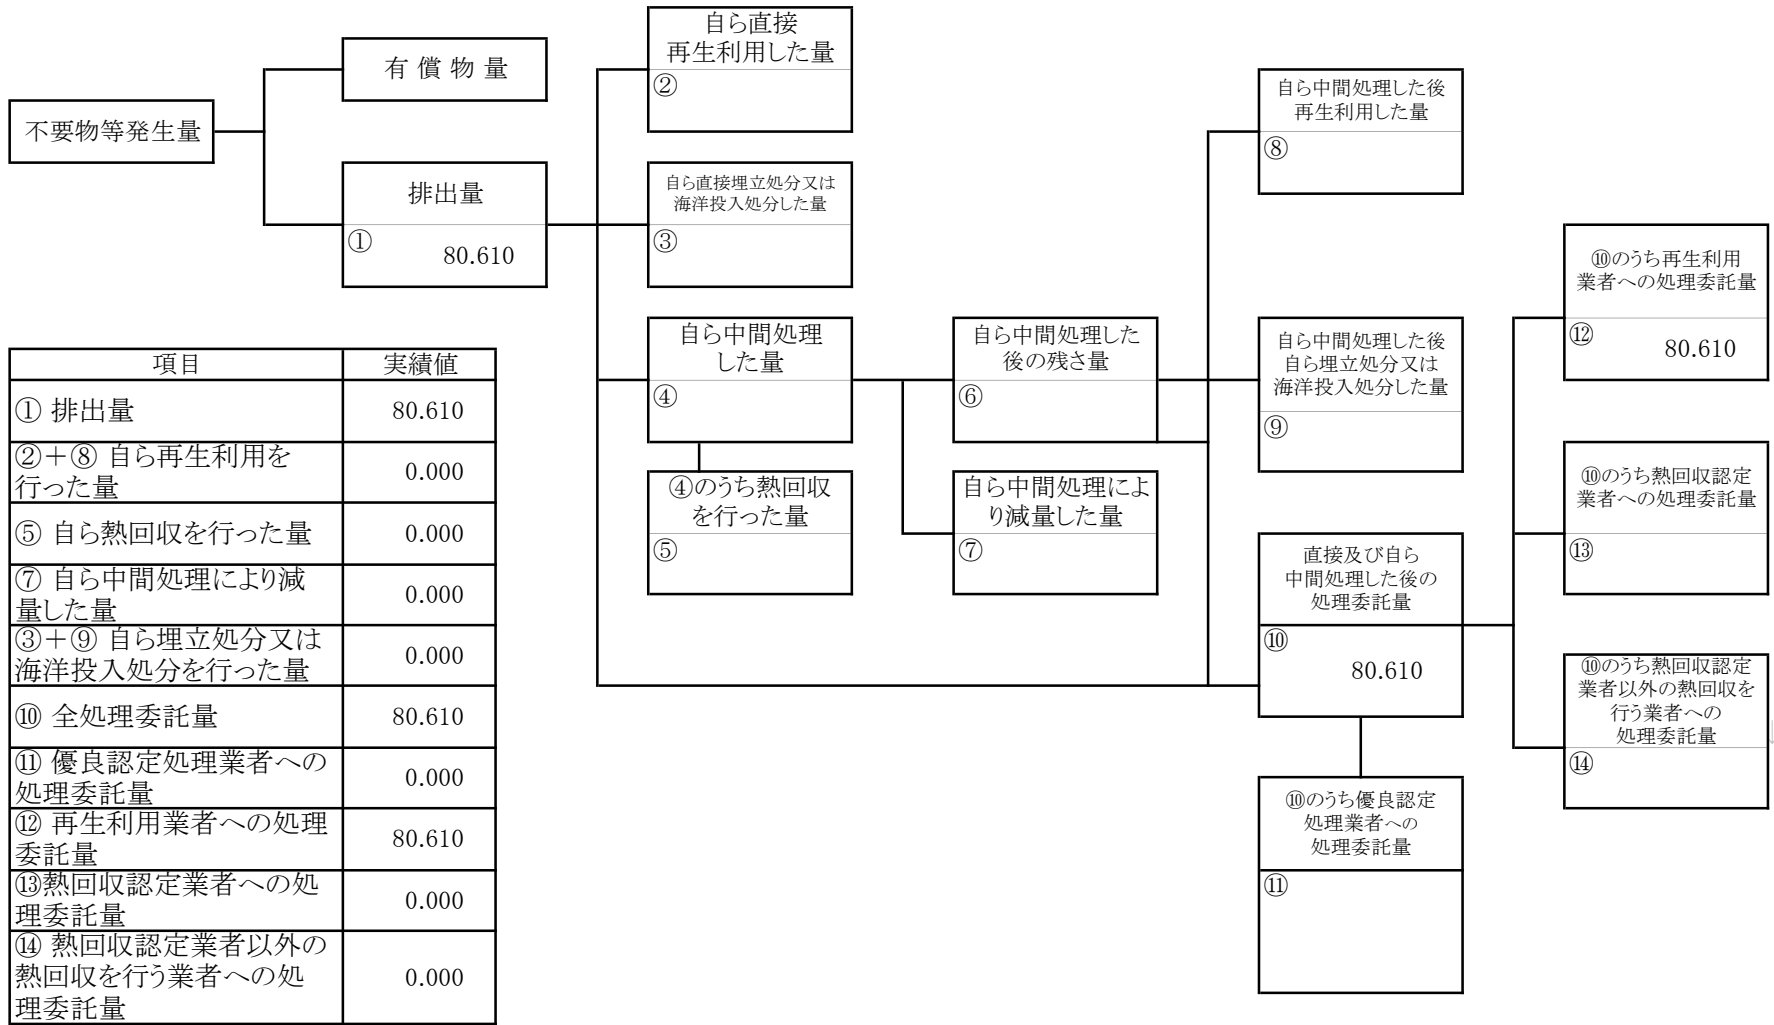 不要物等発生量
有 償 物 量
排出量
①
80.610
自ら直接
再生利用した量
②
自ら直接埋立処分又は
海洋投入処分した量
③
自ら中間処理
した量
④
④のうち熱回収
を行った量
⑤
自ら中間処理した
後の残さ量
⑥
自ら中間処理によ
り減量した量
⑦
自ら中間処理した後
再生利用した量
⑧
自ら中間処理した後
自ら埋立処分又は
海洋投入処分した量
⑨
直接及び自ら
中間処理した後の
処理委託量
⑩
80.610
⑩のうち優良認定
処理業者への
処理委託量
⑪
⑩のうち再生利用
業者への処理委託量
⑫
80.610
⑩のうち熱回収認定
業者への処理委託量
⑬
⑩のうち熱回収認定
業者以外の熱回収を
行う業者への
処理委託量
⑭
項目 実績値
① 排出量 80.610
②＋⑧ 自ら再生利用を
行った量 0.000
⑤ 自ら熱回収を行った量 0.000
⑦ 自ら中間処理により減
量した量 0.000
③＋⑨ 自ら埋立処分又は
海洋投入処分を行った量 0.000
⑩ 全処理委託量 80.610
⑪ 優良認定処理業者への
処理委託量 0.000
⑫ 再生利用業者への処理
委託量 80.610
⑬熱回収認定業者への処
理委託量 0.000
⑭ 熱回収認定業者以外の
熱回収を行う業者への処
理委託量 0.000